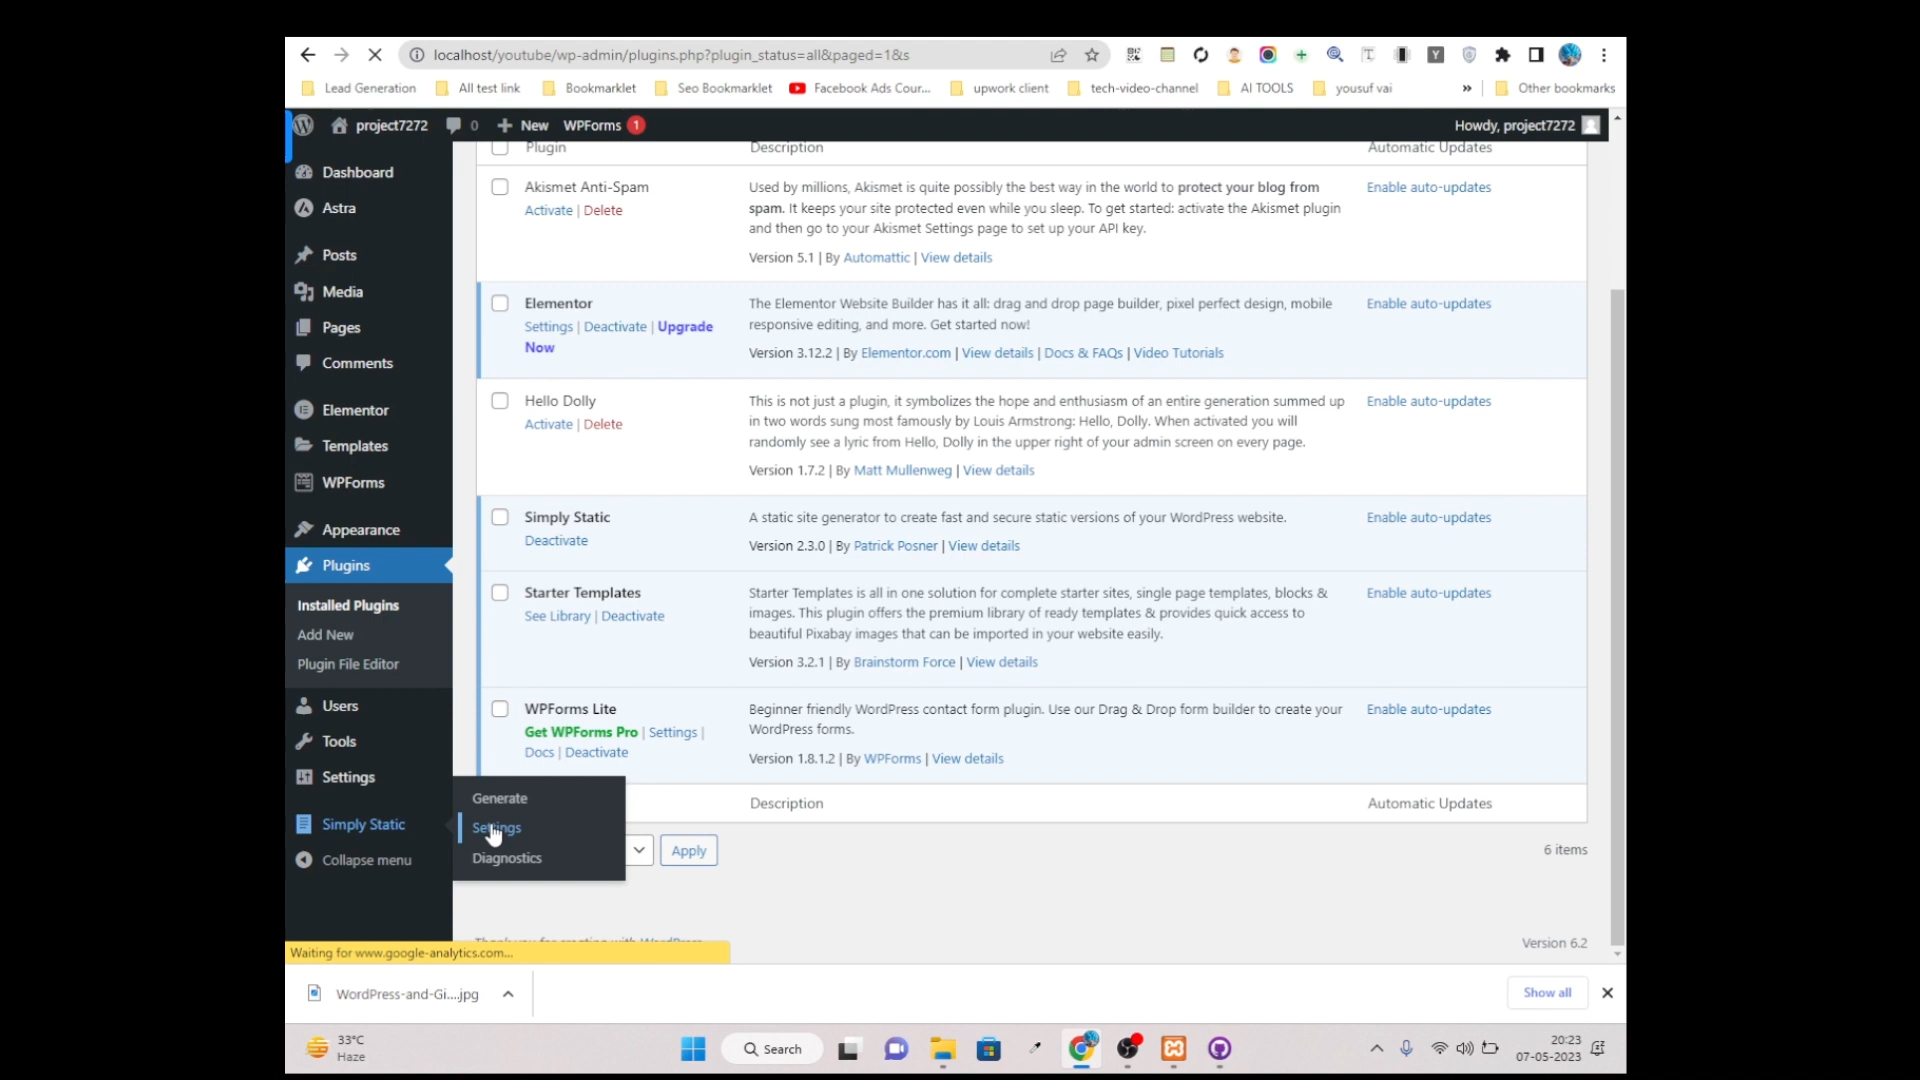 localhost/youtube/wp-admin/plugins.php?plugin_status=all&paged=1&s
Lead Generation All test link Bookmarklet Seo Bookmarklet Facebook Ads Cour... upwork client tech-video-channel AI TOOLS yousuf vai » Other bookmarks
project7272 0 New WPForms 1 Howdy, project7272
Plugin Description Automatic Updates
Dashboard
Astra
Posts
Media
Pages
Comments
Elementor
Templates
WPForms
Appearance
Plugins
Installed Plugins
Add New
Plugin File Editor
Users
Tools
Settings
Simply Static
Collapse menu
Generate
Settings
Diagnostics
Akismet Anti-Spam
Activate | Delete
Used by millions, Akismet is quite possibly the best way in the world to protect your blog from
spam. It keeps your site protected even while you sleep. To get started: activate the Akismet plugin
and then go to your Akismet Settings page to set up your API key.
Version 5.1 | By Automattic | View details
Enable auto-updates
Elementor
Settings | Deactivate | Upgrade
Now
The Elementor Website Builder has it all: drag and drop page builder, pixel perfect design, mobile
responsive editing, and more. Get started now!
Version 3.12.2 | By Elementor.com | View details | Docs & FAQs | Video Tutorials
Enable auto-updates
Hello Dolly
Activate | Delete
This is not just a plugin, it symbolizes the hope and enthusiasm of an entire generation summed up
in two words sung most famously by Louis Armstrong: Hello, Dolly. When activated you will
randomly see a lyric from Hello, Dolly in the upper right of your admin screen on every page.
Version 1.7.2 | By Matt Mullenweg | View details
Enable auto-updates
Simply Static
Deactivate
A static site generator to create fast and secure static versions of your WordPress website.
Version 2.3.0 | By Patrick Posner | View details
Enable auto-updates
Starter Templates
See Library | Deactivate
Starter Templates is all in one solution for complete starter sites, single page templates, blocks &
images. This plugin offers the premium library of ready templates & provides quick access to
beautiful Pixabay images that can be imported in your website easily.
Version 3.2.1 | By Brainstorm Force | View details
Enable auto-updates
WPForms Lite
Get WPForms Pro | Settings |
Docs | Deactivate
Beginner friendly WordPress contact form plugin. Use our Drag & Drop form builder to create your
WordPress forms.
Version 1.8.1.2 | By WPForms | View details
Enable auto-updates
Description Automatic Updates
Apply 6 items
Version 6.2
Waiting for www.google-analytics.com...
WordPress-and-Gi....jpg Show all
33°C
Haze
Search
20:23
07-05-2023